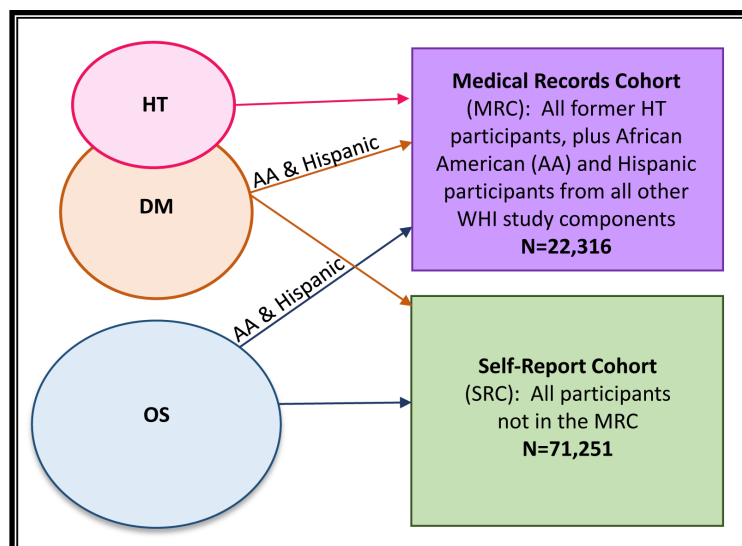 HT
DM
OS
AA & Hispanic
AA & Hispanic
Medical Records Cohort
(MRC):  All former HT
participants, plus African
American (AA) and Hispanic
participants from all other
WHI study components
N=22,316
Self-Report Cohort
(SRC):  All participants
not in the MRC
N=71,251